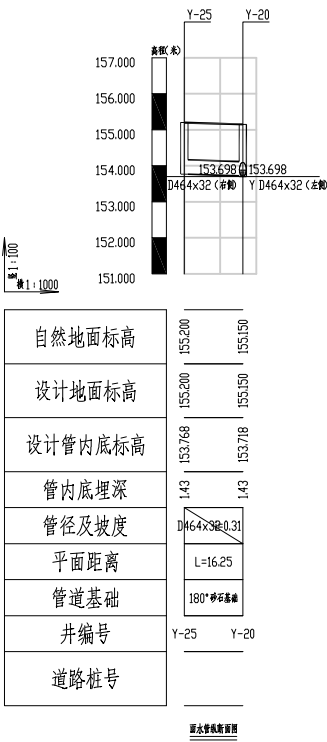 Y-25 Y-20
高程(米)
157.000
156.000
155.000
154.000
153.698 153.698
D464x32（右侧） Y D464x32（左侧）
153.000
152.000
151.000
竖1:100
横1:1000
自然地面标高 155.200 155.150
设计地面标高 155.200 155.150
设计管内底标高 153.768 153.718
管内底埋深 1.43 1.43
管径及坡度 D464x32 0.31
平面距离 L=16.25
管道基础 180°砂石基础
井编号 Y-25 Y-20
道路桩号
雨水管纵断面图